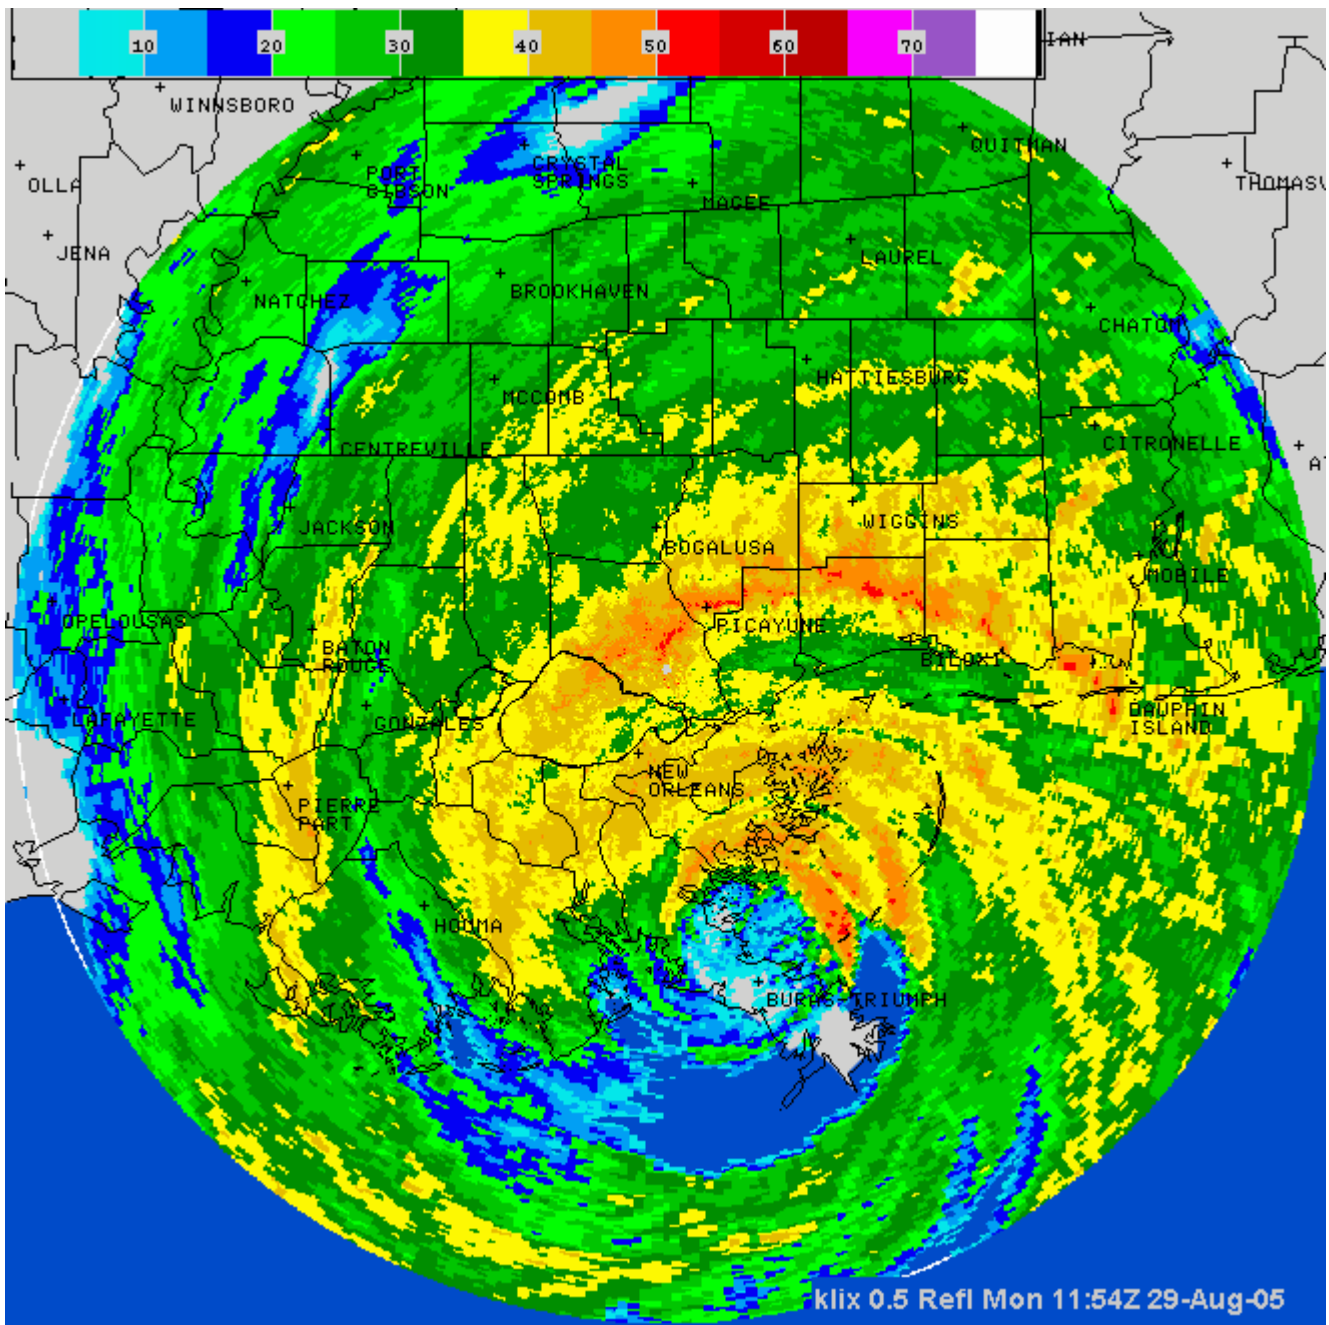 10 20 30 40 50 60 70
IAN
WINNSBORO
QUITMAN
CRYSTAL
SPRINGS
PORT
GIBSON
OLLA
THOMASV
MAGEE
JENA
LAUREL
NATCHEZ
BROOKHAVEN
CHATOM
HATTIESBURG
MCCOMB
CENTREVILLE
CITRONELLE
AT
JACKSON
WIGGINS
BOGALUSA
MOBILE
OPELOUSAS
PICAYUNE
BATON
ROUGE
BILOXI
LAFAYETTE
GONZALES
DAUPHIN
ISLAND
NEW
ORLEANS
PIERRE
PART
HOUMA
BURAS-TRIUMPH
klix 0.5 Refl Mon 11:54Z 29-Aug-05